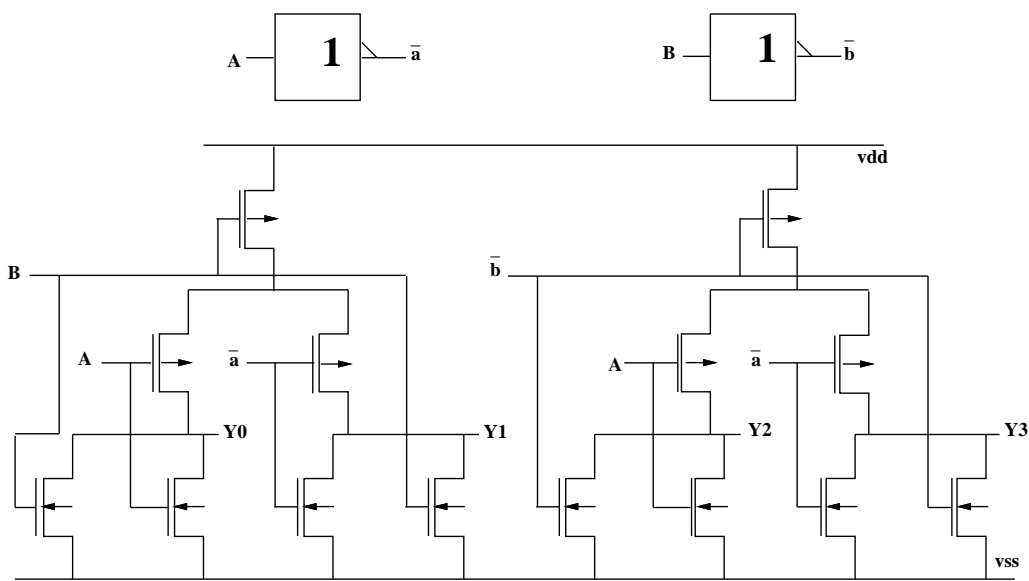 A 1 a̅ B 1 b̅
vdd
B b̅
A a̅ A a̅
Y0 Y1 Y2 Y3
vss